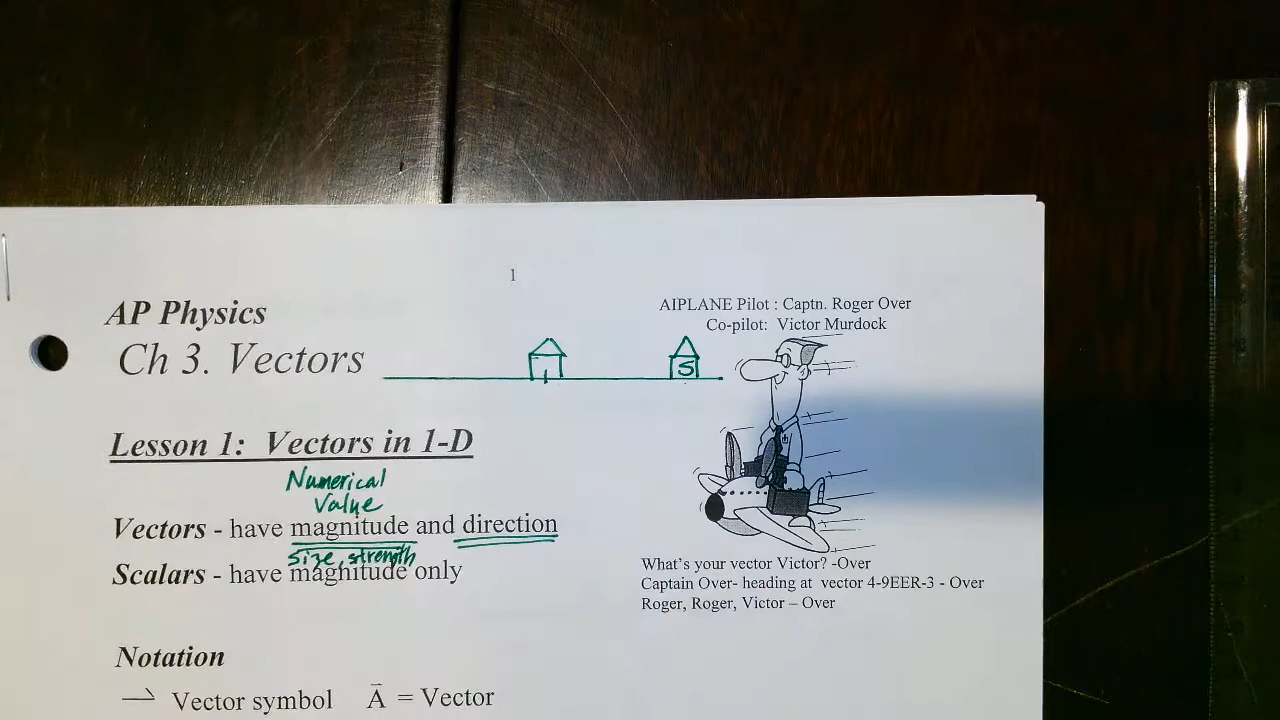 1
AP Physics
Ch 3. Vectors
S
AIPLANE Pilot : Captn. Roger Over
Co-pilot: Victor Murdock
Lesson 1: Vectors in 1-D
Numerical
Value
Vectors - have magnitude and direction
Size, strength
Scalars - have magnitude only
What's your vector Victor? -Over
Captain Over- heading at vector 4-9EER-3 - Over
Roger, Roger, Victor – Over
Notation
Vector symbol A = Vector